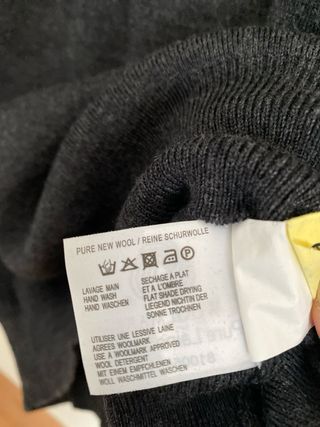 PURE NEW WOOL / REINE SCHURWOLLE
LAVAGE MAIN
HAND WASH
HAND WASCHEN
SECHAGE A PLAT
ET A L'OMBRE
FLAT SHADE DRYING
LIEGEND NICHT IN DER
SONNE TROCKNEN
UTILISER UNE LESSIVE LAINE
AGREES WOOLMARK
USE A WOOLMARK APPROVED
WOOL DETERGENT
MIT EINEM EMPFCHLENEN
WOLL WASCHMITTEL WASCHEN